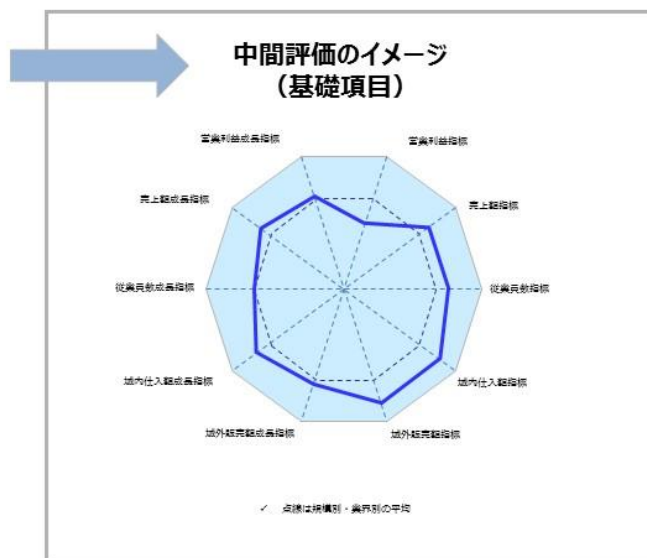 中間評価のイメージ
（基礎項目）
営業利益成長指標
営業利益指標
売上額成長指標
売上額指標
従業員数成長指標
従業員数指標
域内仕入額成長指標
域内仕入額指標
域外販売額成長指標
域外販売額指標
✓ 点線は規模別・業界別の平均